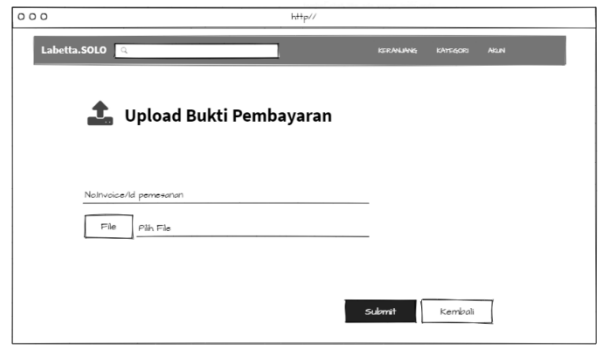 http//
Labetta.SOLO KERANJANG KATEGORI AKUN
Upload Bukti Pembayaran
No.Invoice/Id pemesanan
File Pilih File
Submit Kembali